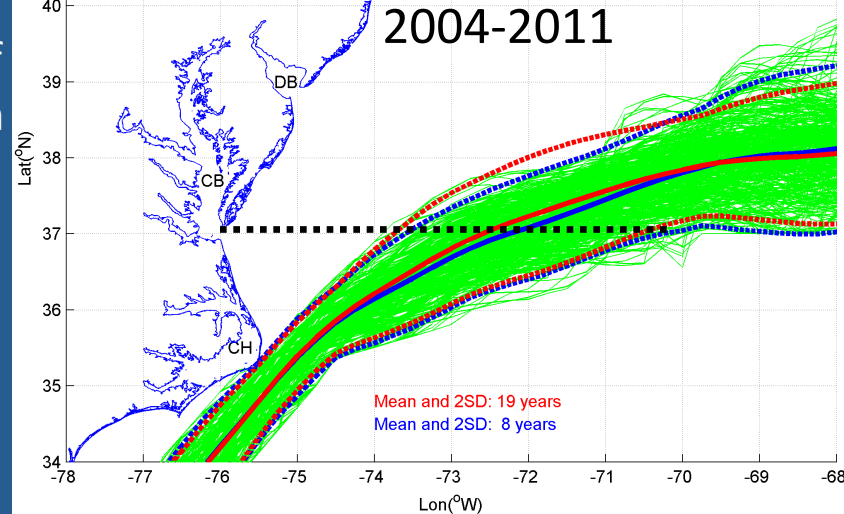 2004-2011
40
39
38
37
36
35
34
Lat(°N)
DB
CB
CH
Mean and 2SD: 19 years
Mean and 2SD: 8 years
-78 -77 -76 -75 -74 -73 -72 -71 -70 -69 -68
Lon(°W)